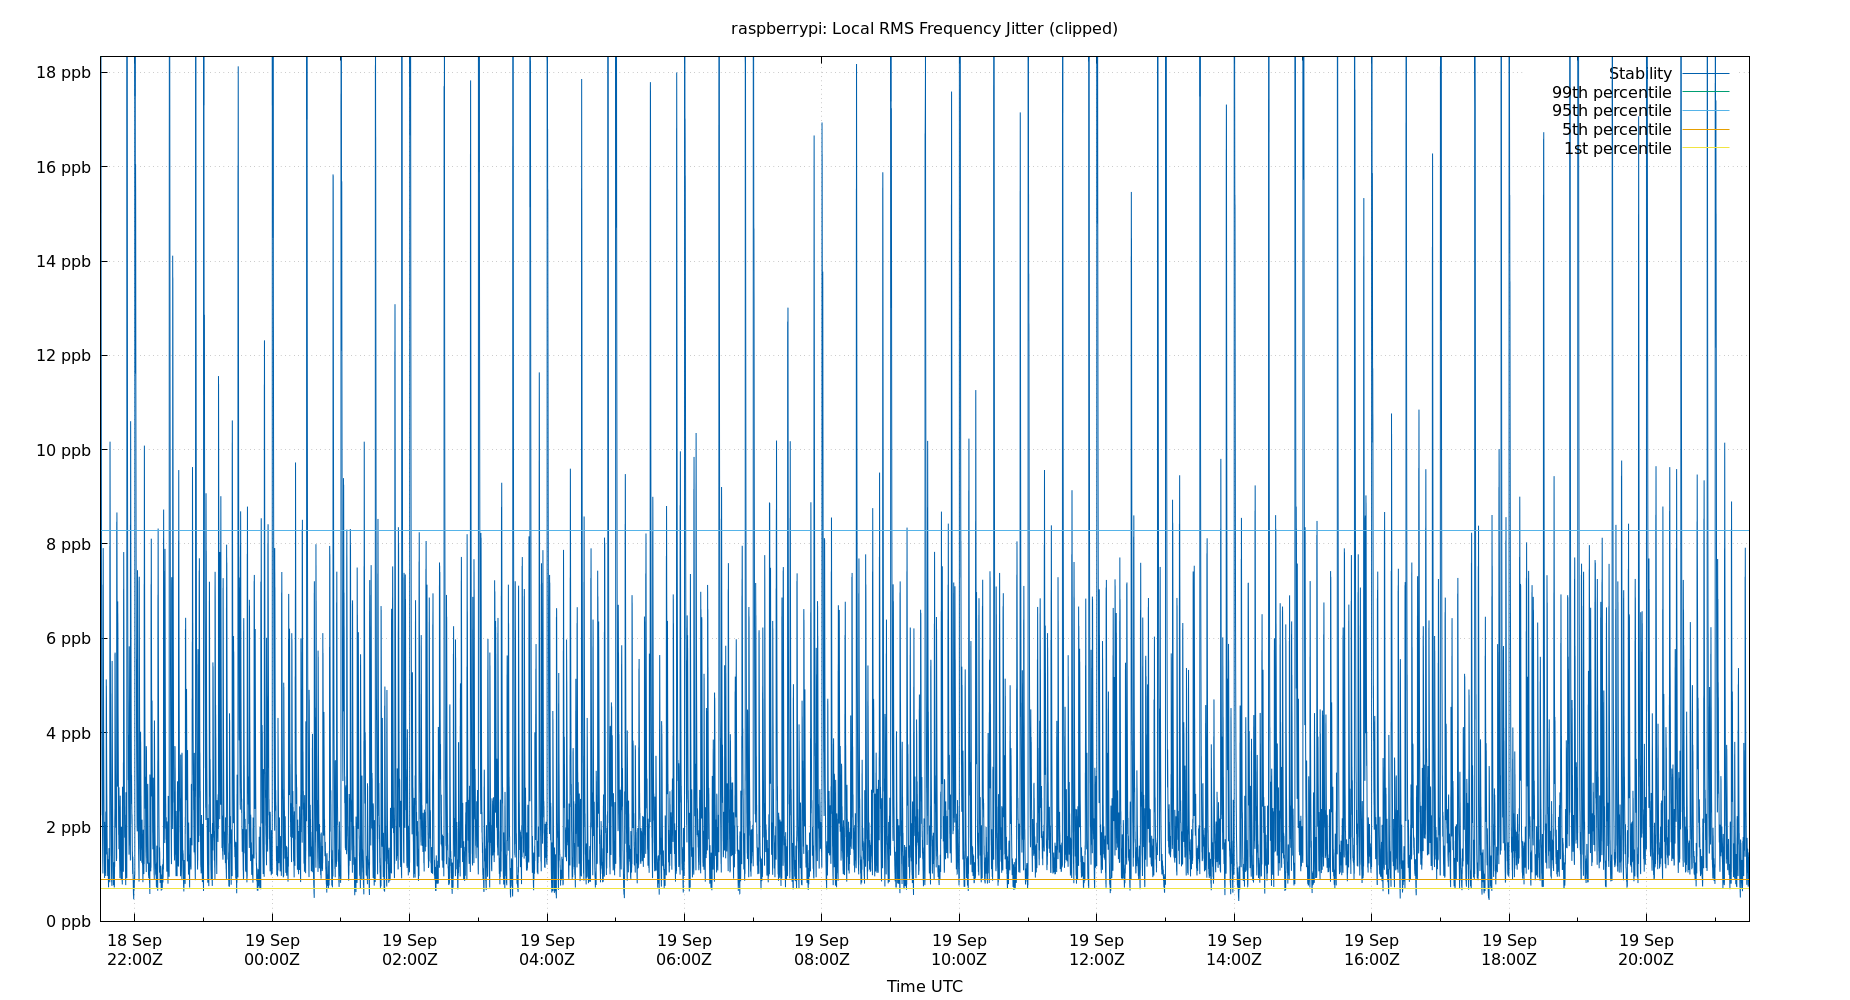 raspberrypi: Local RMS Frequency Jitter (clipped)
18 ppb
16 ppb
14 ppb
12 ppb
10 ppb
8 ppb
6 ppb
4 ppb
2 ppb
0 ppb
Stability
99th percentile
95th percentile
5th percentile
1st percentile
18 Sep
22:00Z
19 Sep
00:00Z
19 Sep
02:00Z
19 Sep
04:00Z
19 Sep
06:00Z
19 Sep
08:00Z
19 Sep
10:00Z
19 Sep
12:00Z
19 Sep
14:00Z
19 Sep
16:00Z
19 Sep
18:00Z
19 Sep
20:00Z
Time UTC